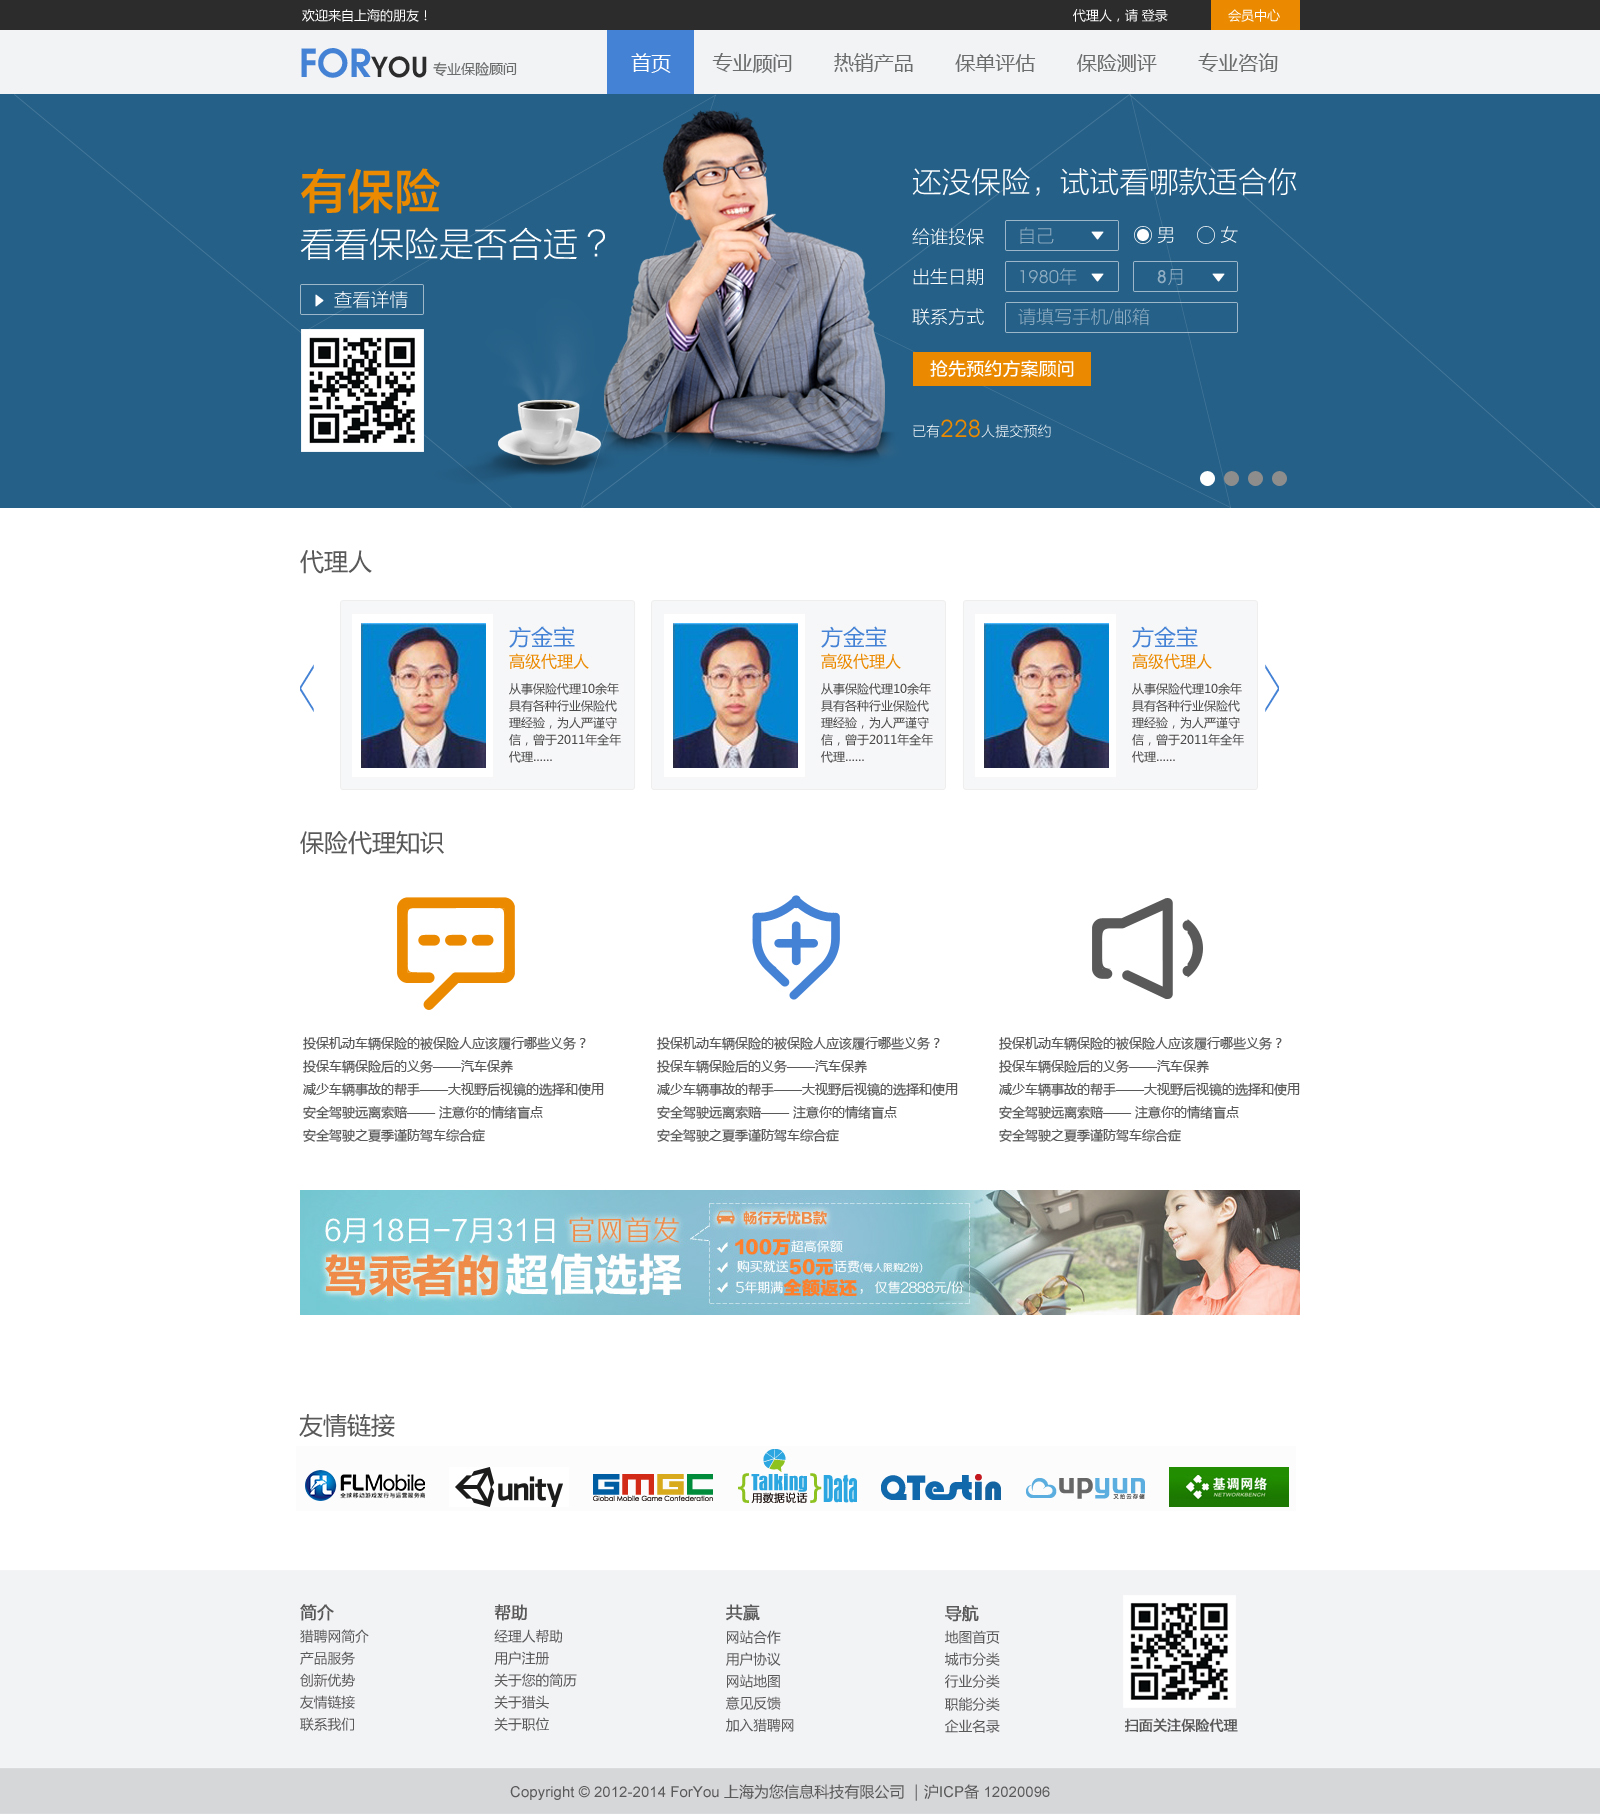 欢迎来自上海的朋友！
代理人，请 登录
会员中心
FORYOU 专业保险顾问
首页
专业顾问
热销产品
保单评估
保险测评
专业咨询
有保险
看看保险是否合适？
查看详情
还没保险，试试看哪款适合你
给谁投保 自己 男 女
出生日期 1980年 8月
联系方式 请填写手机/邮箱
抢先预约方案顾问
已有228人提交预约
代理人
方金宝
高级代理人
从事保险代理10余年
具有各种行业保险代
理经验，为人严谨守
信，曾于2011年全年
代理......
方金宝
高级代理人
从事保险代理10余年
具有各种行业保险代
理经验，为人严谨守
信，曾于2011年全年
代理......
方金宝
高级代理人
从事保险代理10余年
具有各种行业保险代
理经验，为人严谨守
信，曾于2011年全年
代理......
保险代理知识
投保机动车辆保险的被保险人应该履行哪些义务？
投保车辆保险后的义务——汽车保养
减少车辆事故的帮手——大视野后视镜的选择和使用
安全驾驶远离索赔—— 注意你的情绪盲点
安全驾驶之夏季谨防驾车综合症
投保机动车辆保险的被保险人应该履行哪些义务？
投保车辆保险后的义务——汽车保养
减少车辆事故的帮手——大视野后视镜的选择和使用
安全驾驶远离索赔—— 注意你的情绪盲点
安全驾驶之夏季谨防驾车综合症
投保机动车辆保险的被保险人应该履行哪些义务？
投保车辆保险后的义务——汽车保养
减少车辆事故的帮手——大视野后视镜的选择和使用
安全驾驶远离索赔—— 注意你的情绪盲点
安全驾驶之夏季谨防驾车综合症
6月18日-7月31日 官网首发
驾乘者的 超值选择
畅行无忧B款
100万超高保额
购买就送50元话费(每人限购2份)
5年期满全额返还， 仅售2888元/份
友情链接
FLMobile
全球移动游戏发行与运营服务商
unity
GMGC
Global Mobile Game Confederation
{Talking}Data
用数据说话
QTestin
upyun
又拍云存储
基调网络
NETWORKBENCH
简介
猎聘网简介
产品服务
创新优势
友情链接
联系我们
帮助
经理人帮助
用户注册
关于您的简历
关于猎头
关于职位
共赢
网站合作
用户协议
网站地图
意见反馈
加入猎聘网
导航
地图首页
城市分类
行业分类
职能分类
企业名录
扫面关注保险代理
Copyright © 2012-2014 ForYou 上海为您信息科技有限公司 | 沪ICP备 12020096